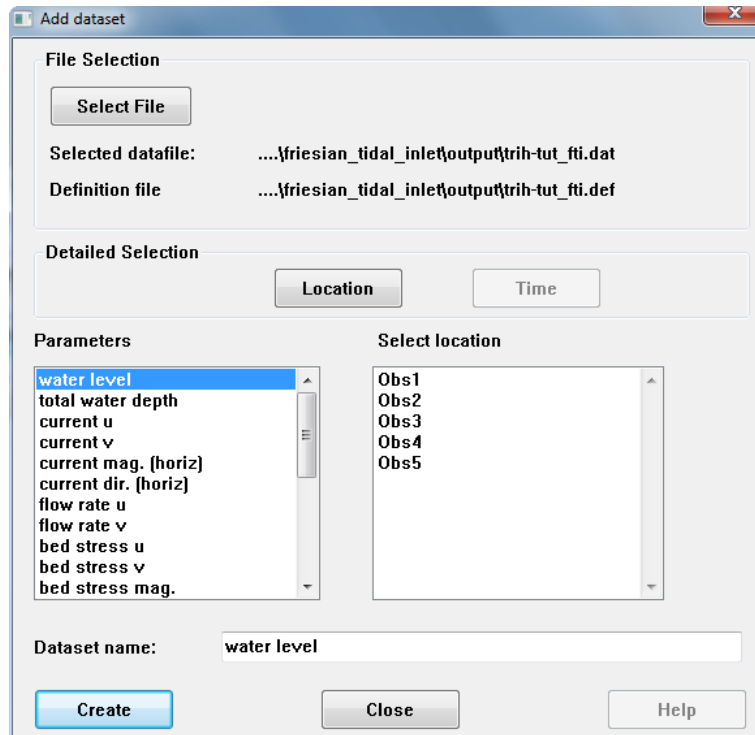 Add dataset
File Selection
Select File
Selected datafile: ....\friesian_tidal_inlet\output\trih-tut_fti.dat
Definition file ....\friesian_tidal_inlet\output\trih-tut_fti.def
Detailed Selection
Location Time
Parameters
water level
total water depth
current u
current v
current mag. (horiz)
current dir. (horiz)
flow rate u
flow rate v
bed stress u
bed stress v
bed stress mag.
Select location
Obs1
Obs2
Obs3
Obs4
Obs5
Dataset name: water level
Create Close Help